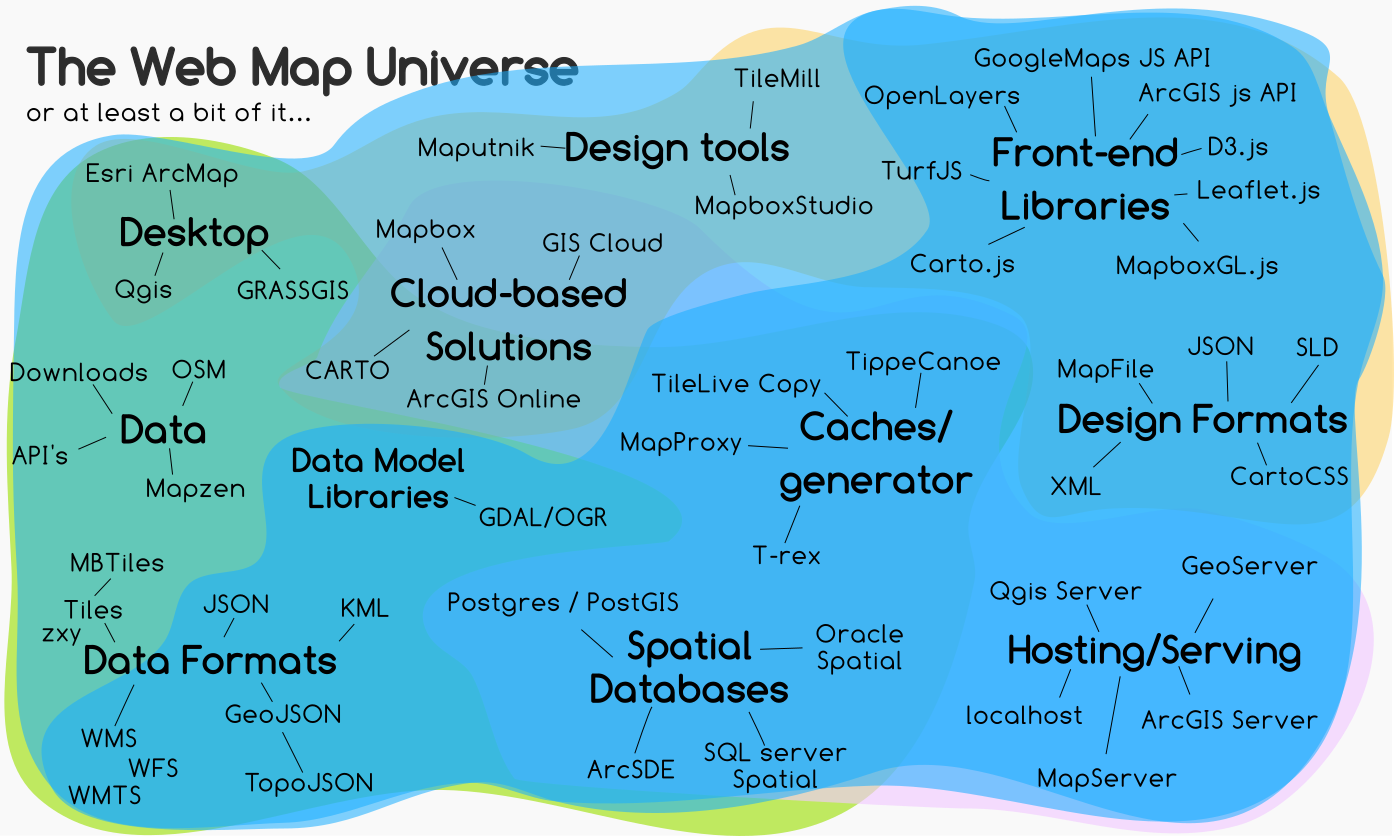 The Web Map Universe
or at least a bit of it...
Esri ArcMap
Desktop
Qgis
GRASSGIS
TileMill
Maputnik
Design tools
MapboxStudio
GoogleMaps JS API
OpenLayers
ArcGIS js API
Front-end
D3.js
TurfJS
Leaflet.js
Libraries
Carto.js
MapboxGL.js
Mapbox
GIS Cloud
Cloud-based
Solutions
CARTO
ArcGIS Online
Downloads
OSM
Data
API's
Mapzen
Data Model
Libraries
GDAL/OGR
TippeCanoe
TileLive Copy
Caches/
MapProxy
generator
T-rex
JSON
SLD
MapFile
Design Formats
XML
CartoCSS
MBTiles
Tiles
zxy
JSON
KML
Data Formats
GeoJSON
WMS
WFS
WMTS
TopoJSON
Postgres / PostGIS
Spatial
Databases
Oracle
Spatial
ArcSDE
SQL server
Spatial
GeoServer
Qgis Server
Hosting/Serving
localhost
ArcGIS Server
MapServer